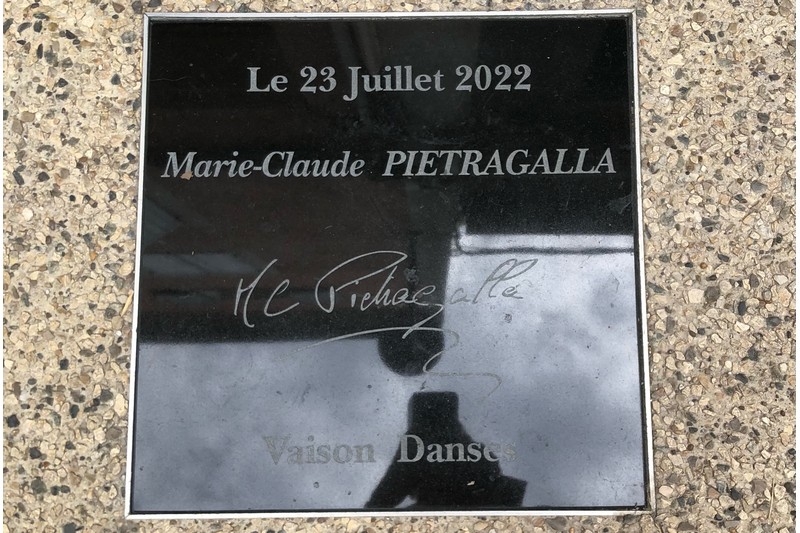 Le 23 Juillet 2022
Marie-Claude PIETRAGALLA
MC Pietragalla
Vaison Danses